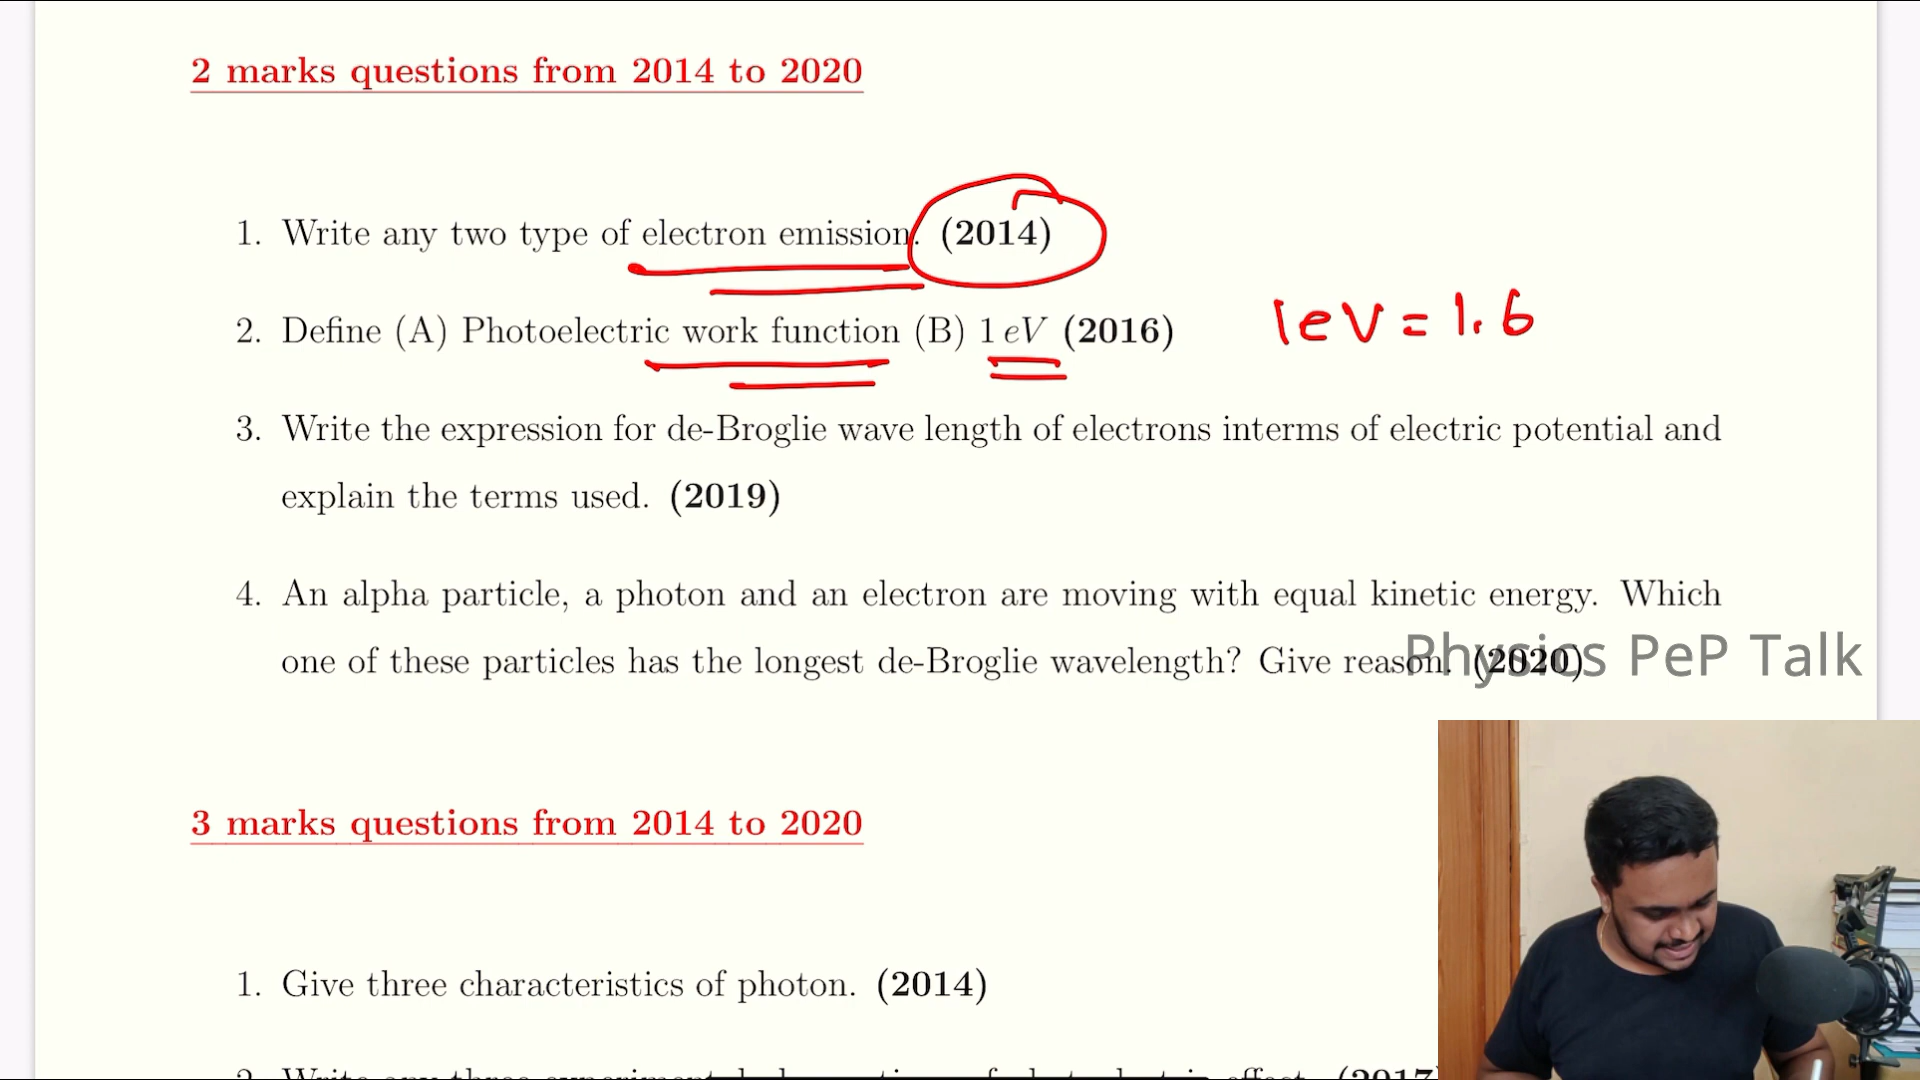 2 marks questions from 2014 to 2020
1. Write any two type of electron emission. (2014)
2. Define (A) Photoelectric work function (B) 1 eV (2016)
1eV = 1.6
3. Write the expression for de-Broglie wave length of electrons interms of electric potential and
explain the terms used. (2019)
4. An alpha particle, a photon and an electron are moving with equal kinetic energy. Which
one of these particles has the longest de-Broglie wavelength? Give reason. (2020)
Physics PeP Talk
3 marks questions from 2014 to 2020
1. Give three characteristics of photon. (2014)